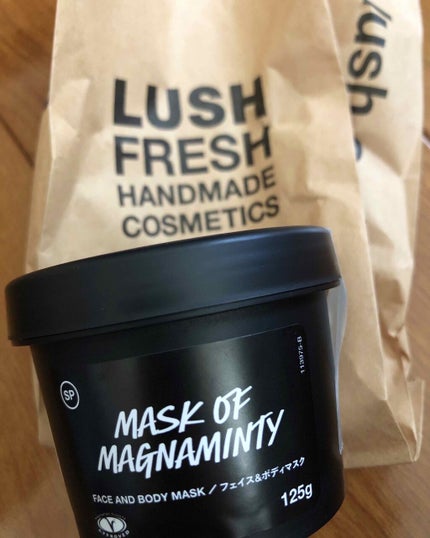 LUSH
FRESH
HANDMADE
COSMETICS
lush
SP
MASK OF
MAGNAMINTY
FACE AND BODY MASK / フェイス&ボディマスク
125g
113975-B